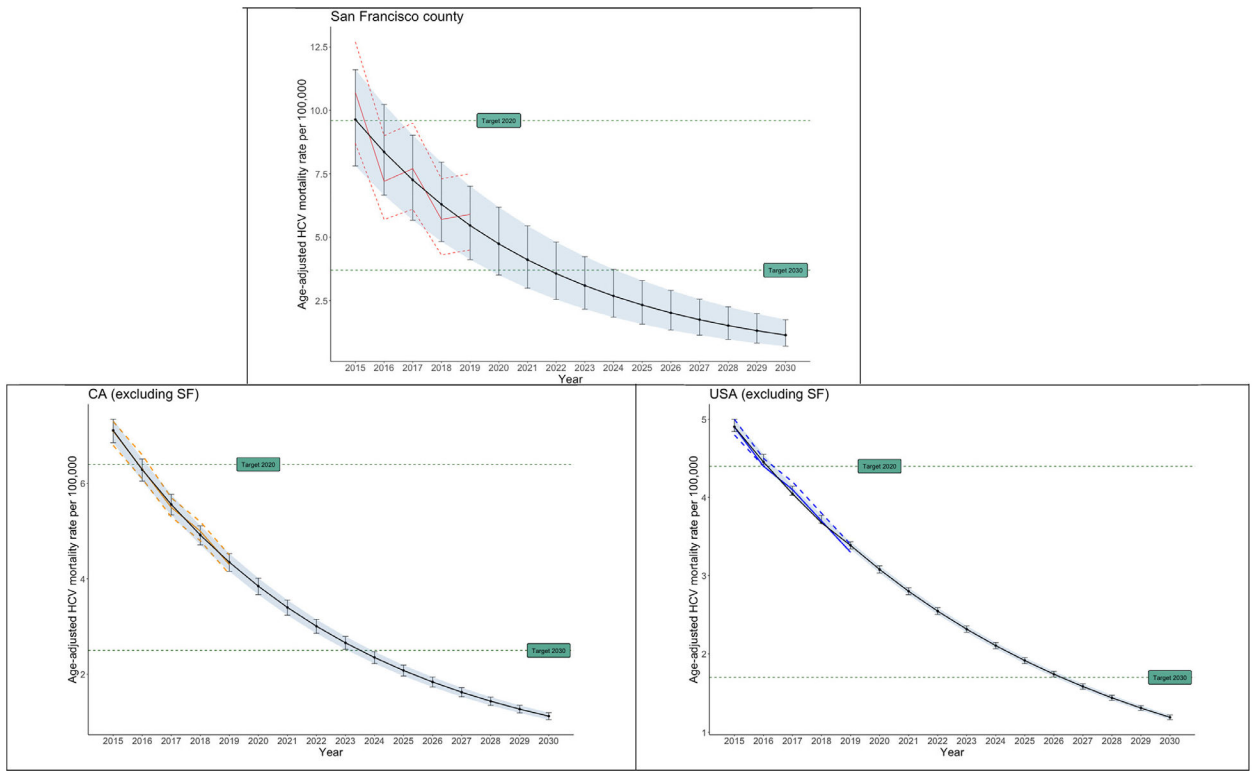 San Francisco county
Age-adjusted HCV mortality rate per 100,000
12.5
10.0
7.5
5.0
2.5
Target 2020
Target 2030
2015 2016 2017 2018 2019 2020 2021 2022 2023 2024 2025 2026 2027 2028 2029 2030
Year
CA (excluding SF)
Age-adjusted HCV mortality rate per 100,000
6
4
2
Target 2020
Target 2030
2015 2016 2017 2018 2019 2020 2021 2022 2023 2024 2025 2026 2027 2028 2029 2030
Year
USA (excluding SF)
Age-adjusted HCV mortality rate per 100,000
5
4
3
2
1
Target 2020
Target 2030
2015 2016 2017 2018 2019 2020 2021 2022 2023 2024 2025 2026 2027 2028 2029 2030
Year